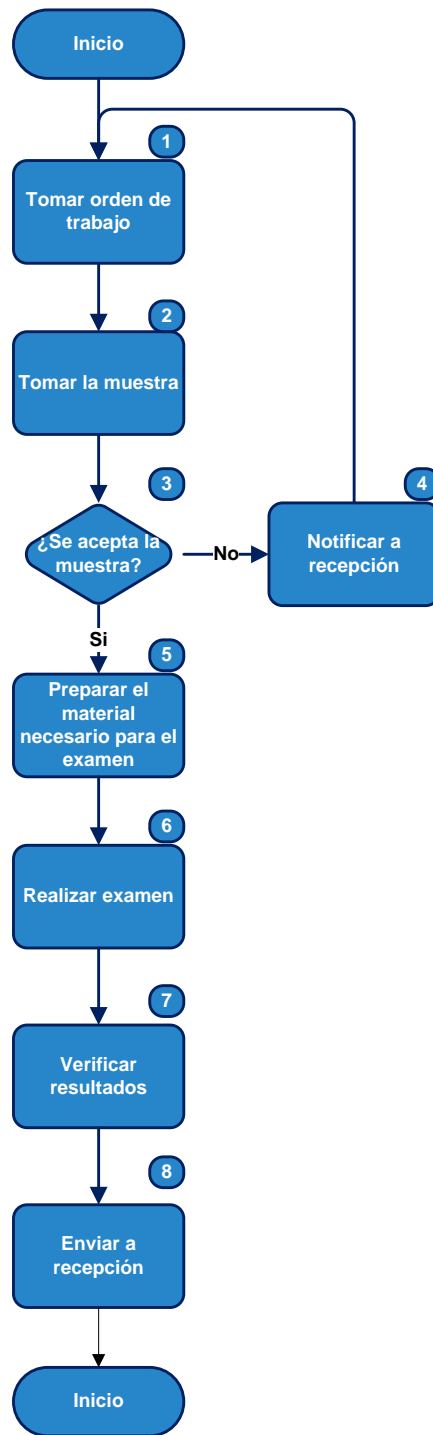 Inicio
1
Tomar orden de
trabajo
2
Tomar la muestra
3
¿Se acepta la
muestra?
No
4
Notificar a
recepción
Si
5
Preparar el
material
necesario para el
examen
6
Realizar examen
7
Verificar
resultados
8
Enviar a
recepción
Inicio